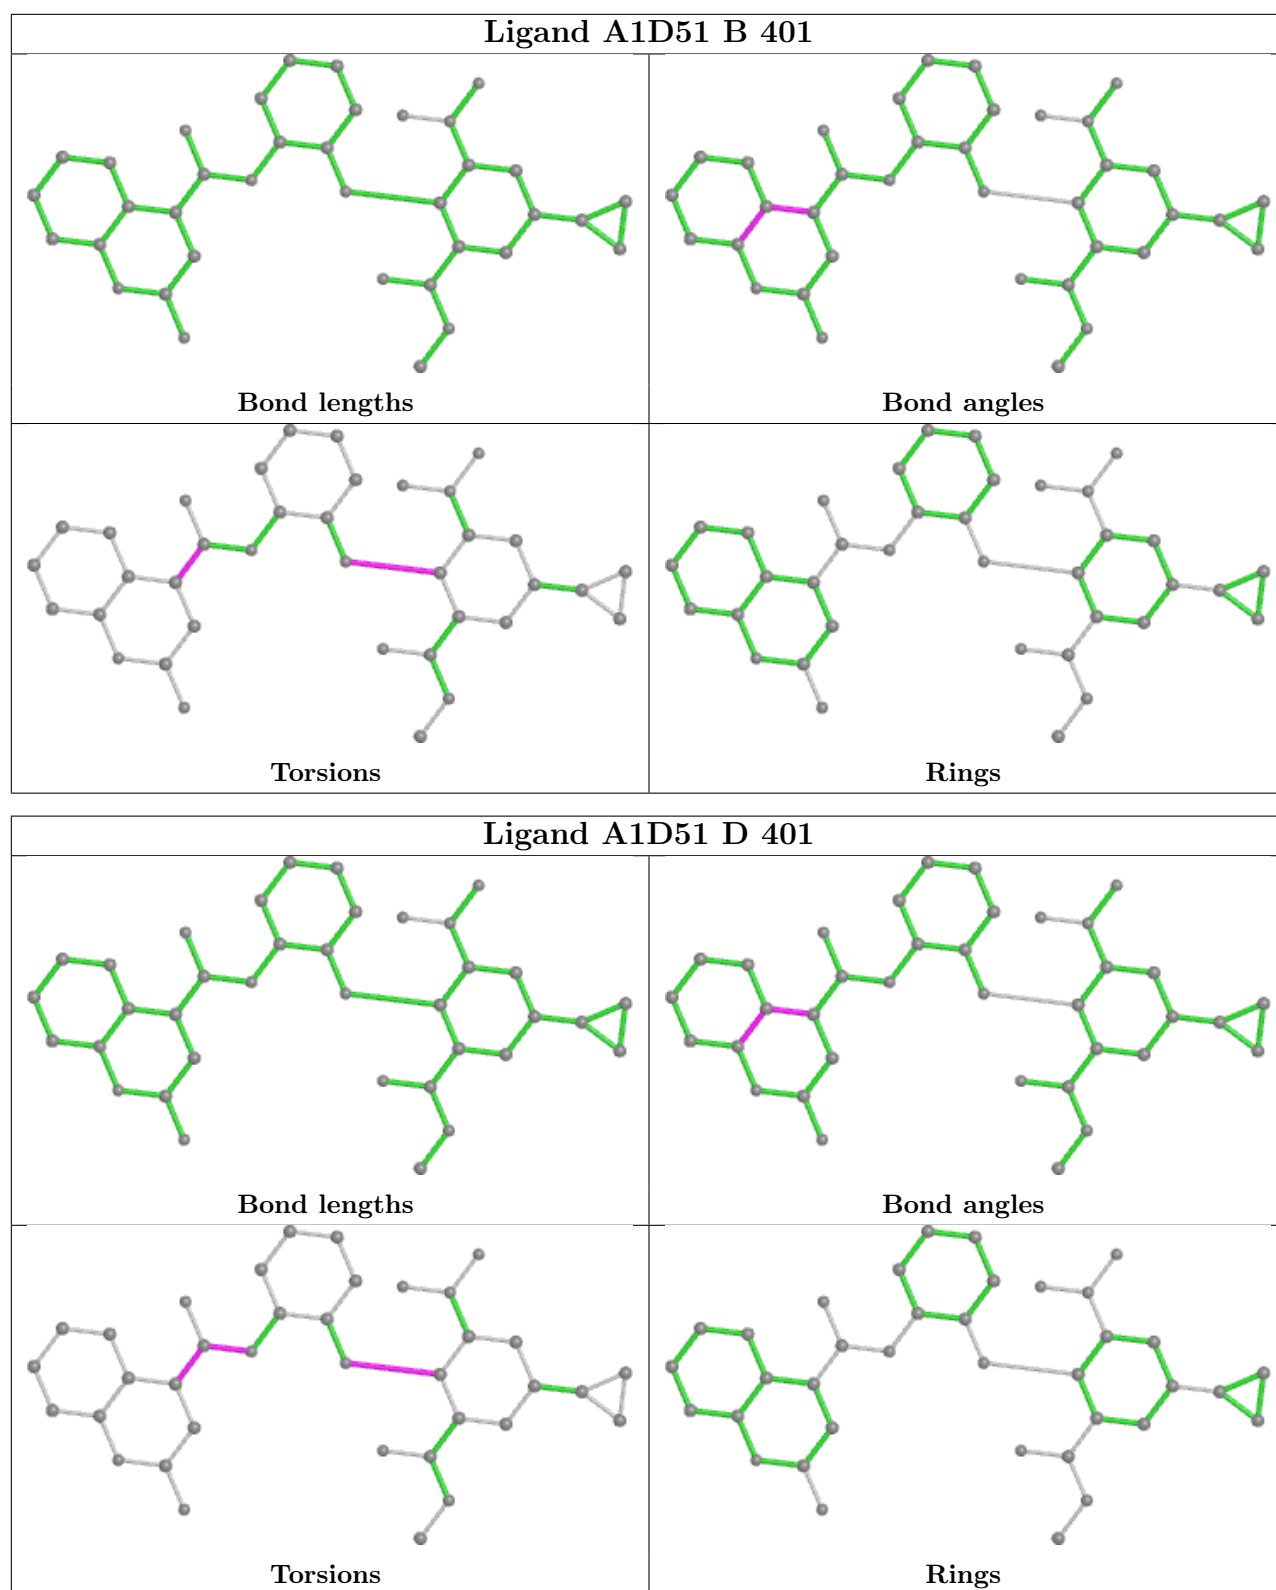 Ligand A1D51 B 401
Bond lengths
Bond angles
Torsions
Rings
Ligand A1D51 D 401
Bond lengths
Bond angles
Torsions
Rings